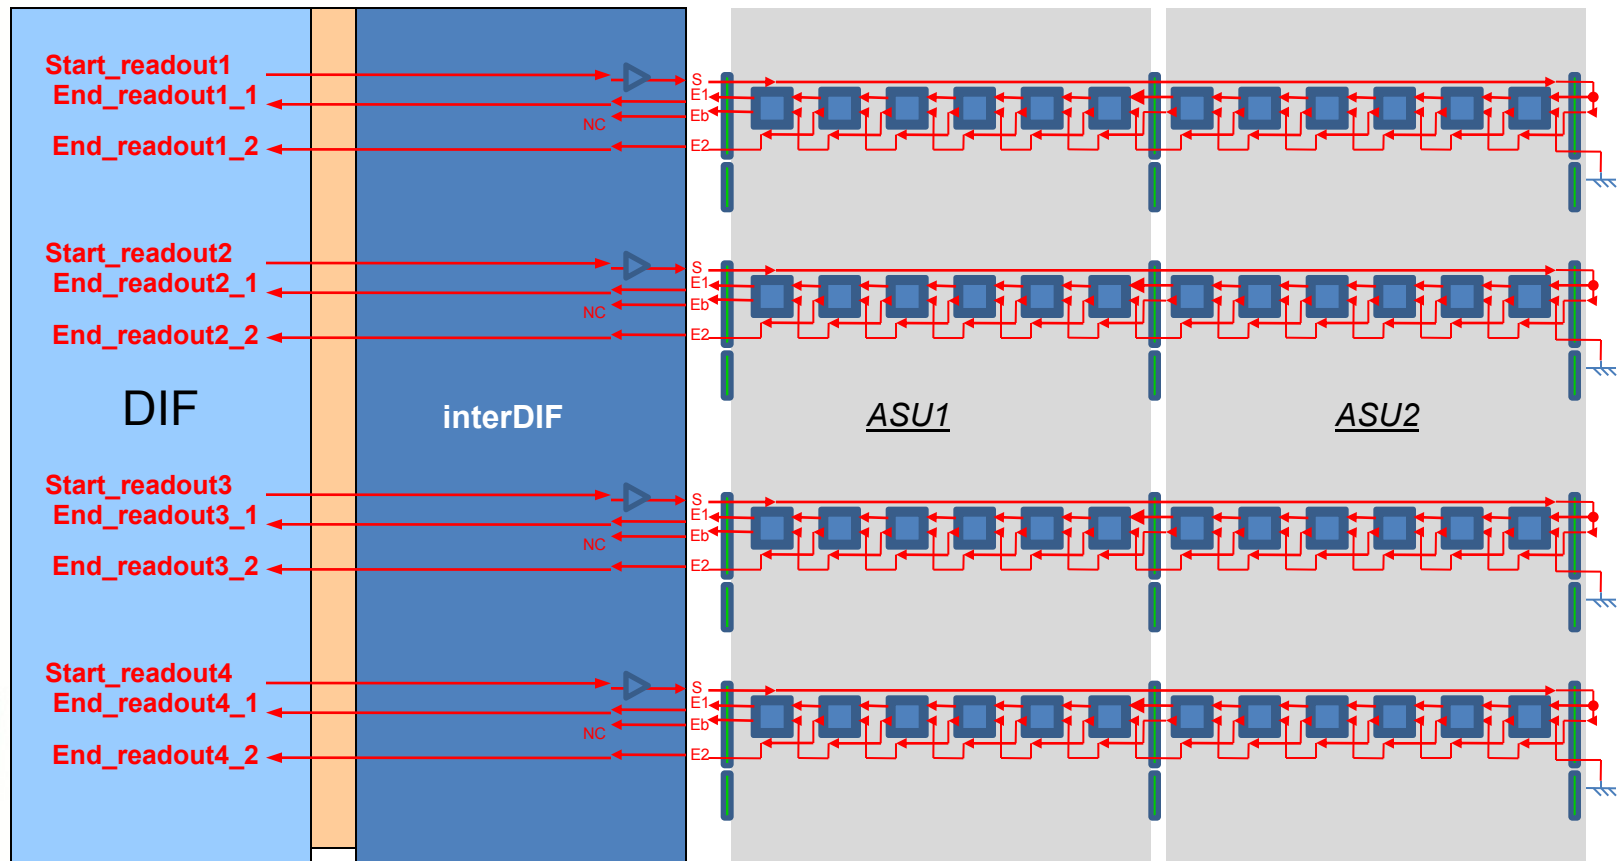 Start_readout1
End_readout1_1
End_readout1_2
NC
S
E1
Eb
E2
Start_readout2
End_readout2_1
End_readout2_2
NC
S
E1
Eb
E2
DIF
interDIF
ASU1
ASU2
Start_readout3
End_readout3_1
End_readout3_2
NC
S
E1
Eb
E2
Start_readout4
End_readout4_1
End_readout4_2
NC
S
E1
Eb
E2